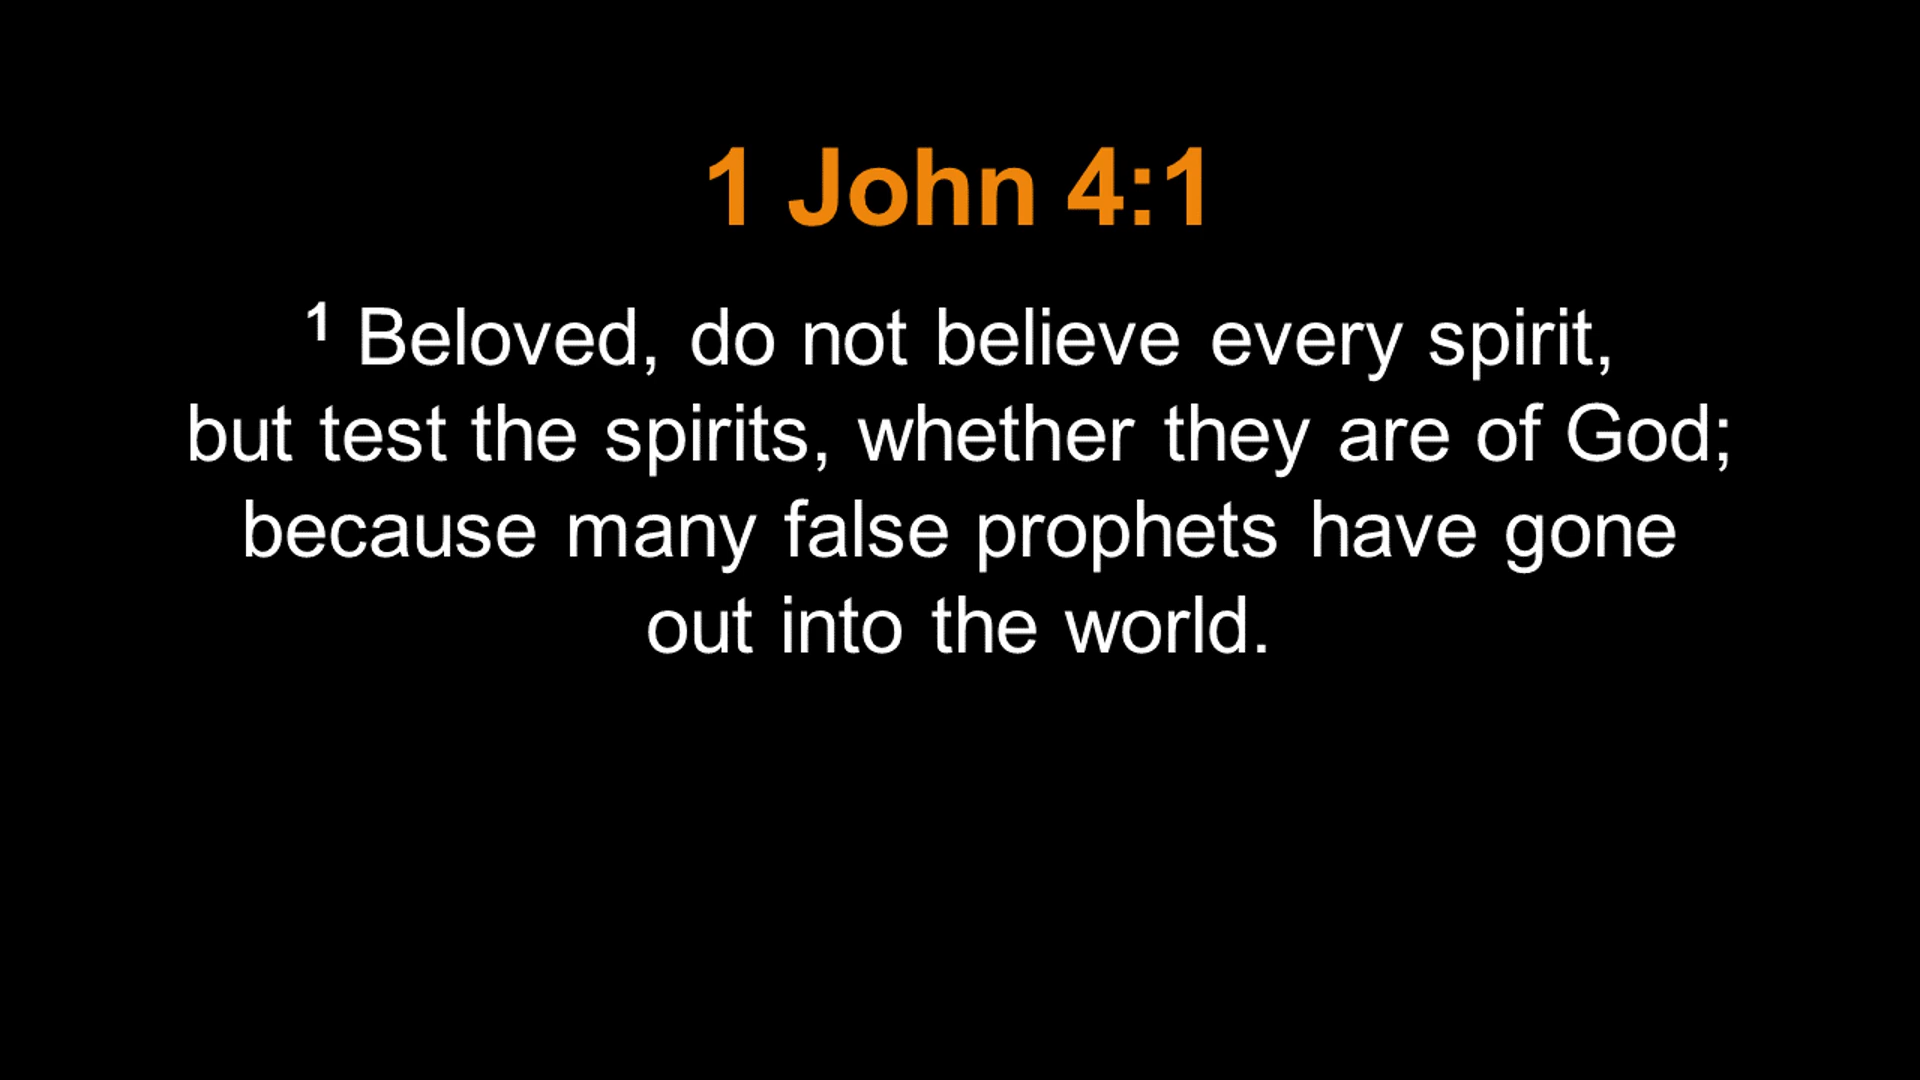 1 John 4:1
1 Beloved, do not believe every spirit,
but test the spirits, whether they are of God;
because many false prophets have gone
out into the world.